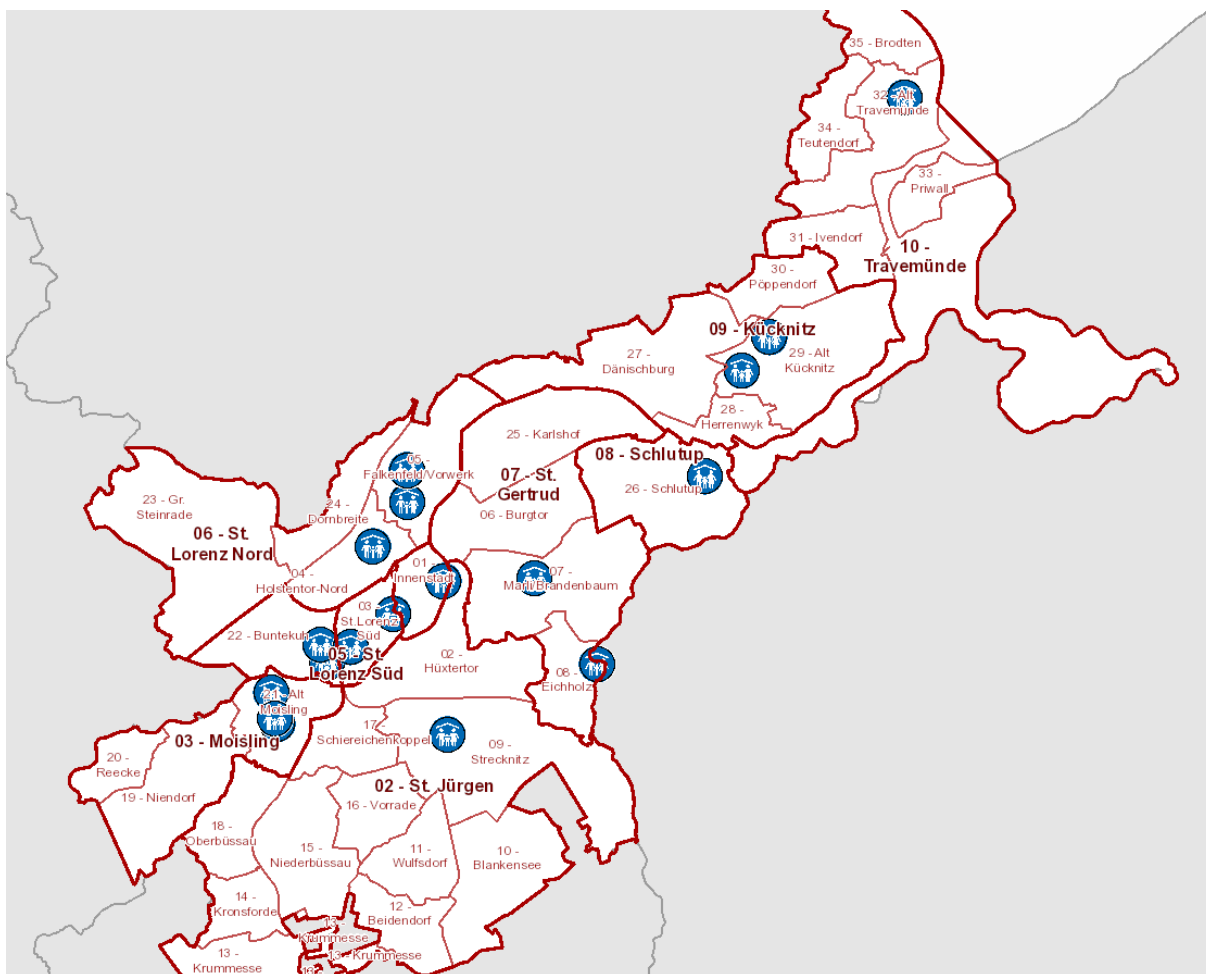 35 - Brodten
32 - Alt
Travemünde
34 -
Teutendorf
33 -
Priwall
31 - Ivendorf
10 -
Travemünde
30 -
Pöppendorf
09 - Kücknitz
27 -
Dänischburg
29 - Alt
Kücknitz
28 -
Herrenwyk
25 - Karlshof
08 - Schlutup
26 - Schlutup
07 - St.
Gertrud
05 -
Falkenfeld/Vorwerk
23 - Gr.
Steinrade
24 -
Dornbreite
06 - Burgtor
06 - St.
Lorenz Nord
01 -
Innenstadt
04 -
Holstentor-Nord
07 -
Marli/Brandenbaum
03 -
St.Lorenz
Süd
22 - Buntekuh
05 - St.
Lorenz Süd
02 -
Hüxtertor
08 -
Eichholz
21 - Alt
Moisling
03 - Moisling
17 -
Schiereichenkoppel
09 -
Strecknitz
20 -
Reecke
19 - Niendorf
02 - St. Jürgen
16 - Vorrade
18 -
Oberbüssau
15 -
Niederbüssau
11 -
Wulfsdorf
10 -
Blankensee
14 -
Kronsforde
12 -
Beidendorf
13 -
Krummesse
13 - Krummesse
13 -
Krummesse